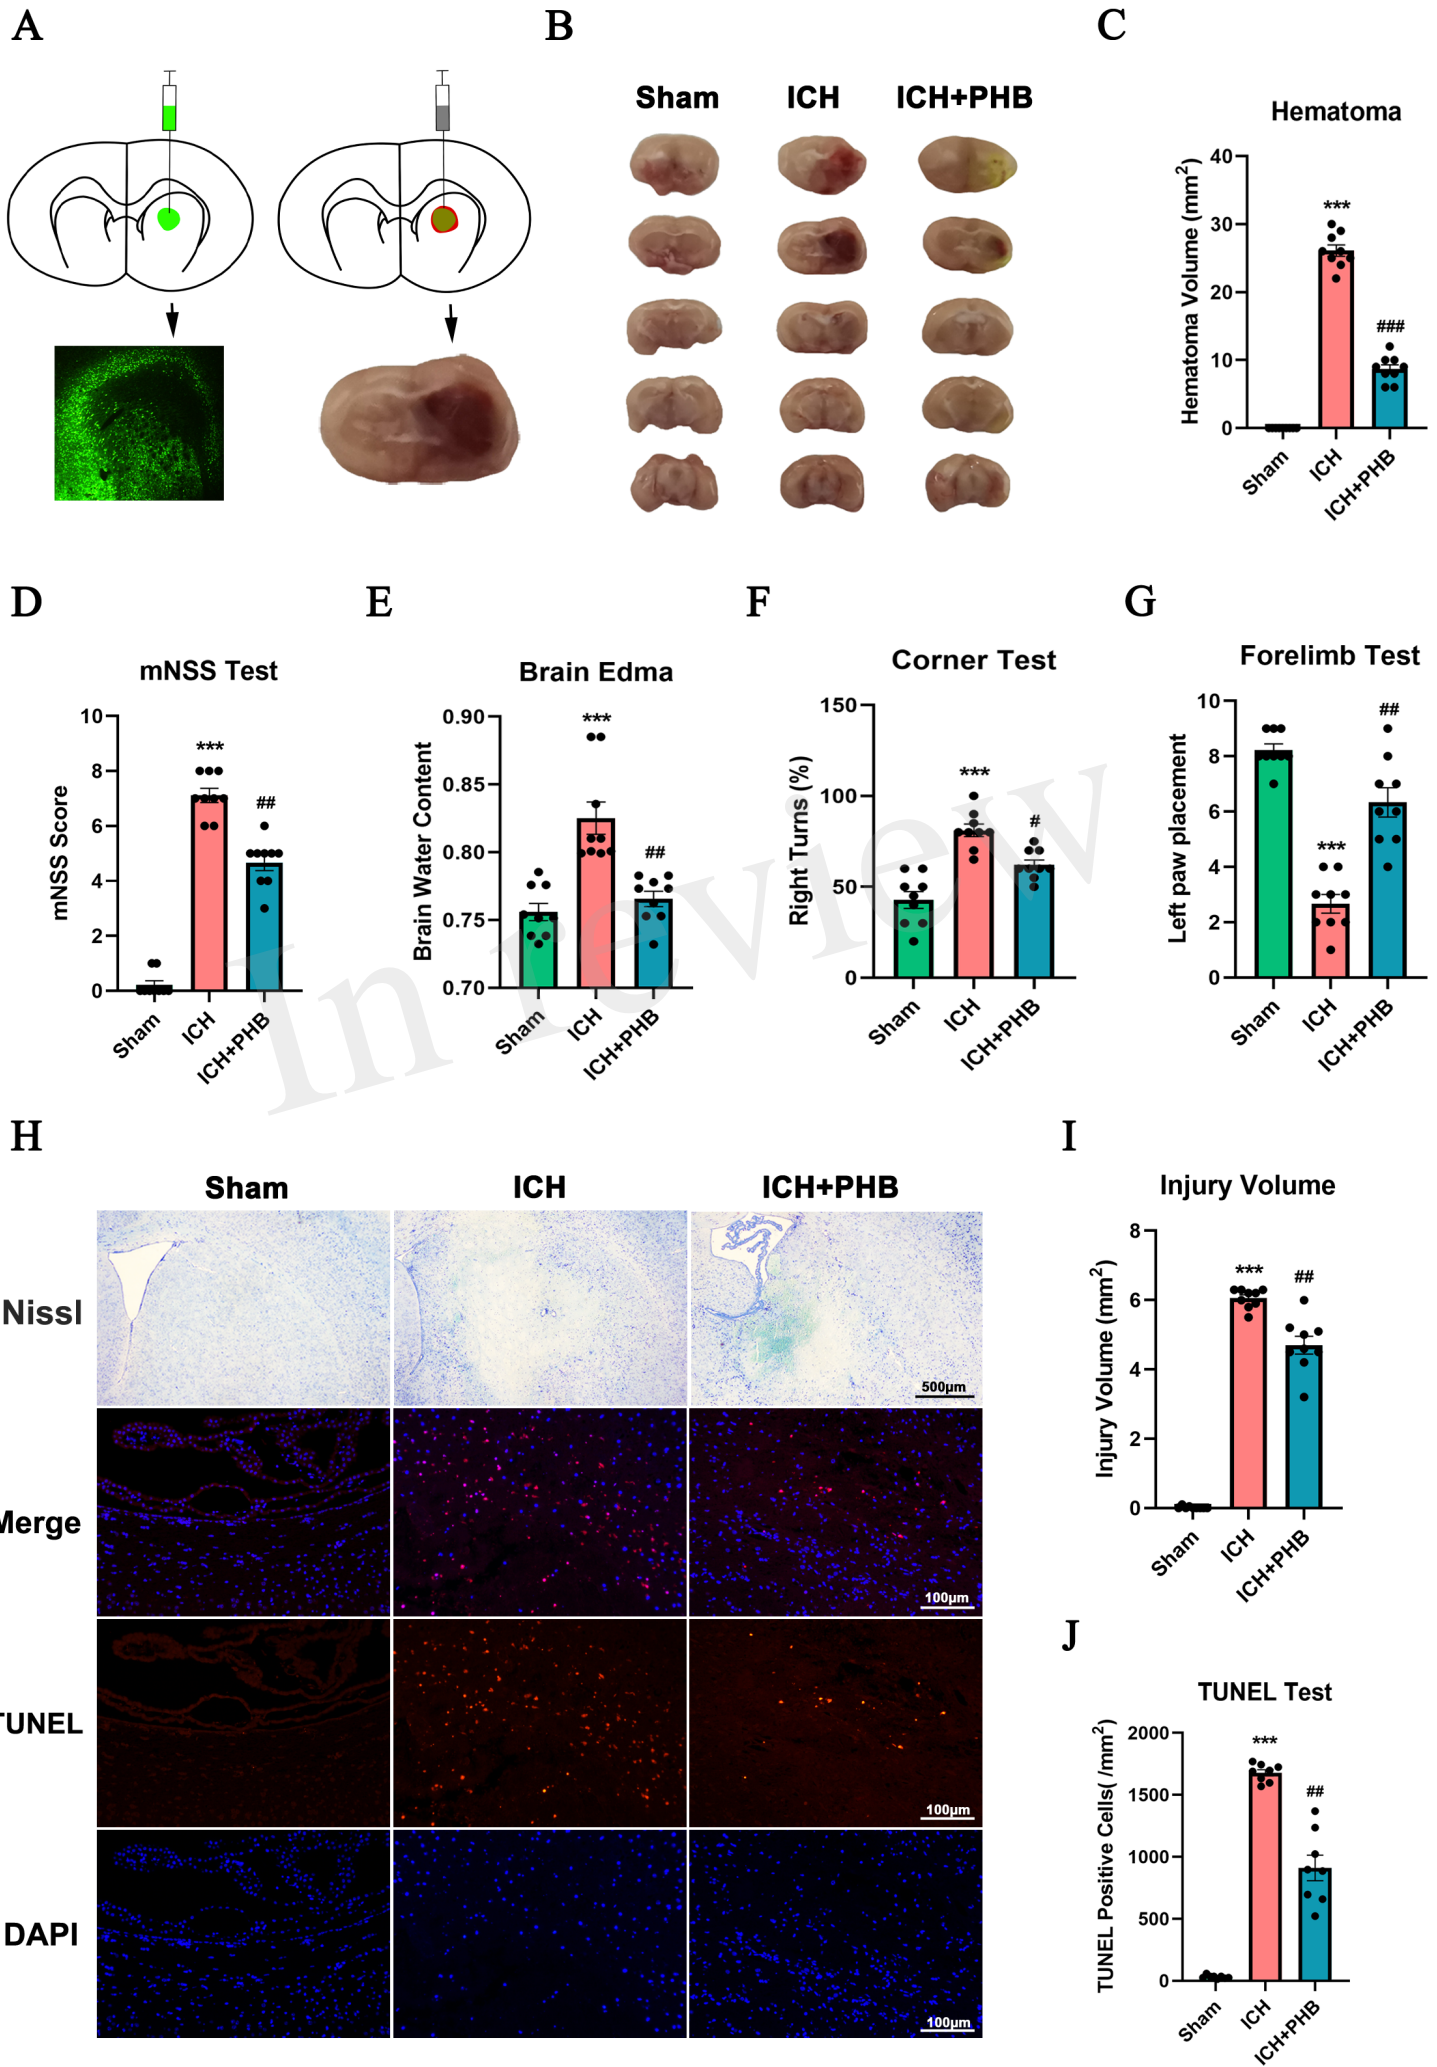 A
B
Sham
ICH
ICH+PHB
C
Hematoma
Hematoma Volume (mm2)
40
30
20
10
0
***
###
Sham
ICH
ICH+PHB
D
mNSS Test
mNSS Score
10
8
6
4
2
0
***
##
Sham
ICH
ICH+PHB
E
Brain Edma
Brain Water Content
0.90
0.85
0.80
0.75
0.70
***
##
Sham
ICH
ICH+PHB
F
Corner Test
Right Turns (%)
150
100
50
0
***
#
Sham
ICH
ICH+PHB
G
Forelimb Test
Left paw placement
10
8
6
4
2
0
***
##
Sham
ICH
ICH+PHB
In review
H
Sham
ICH
ICH+PHB
Nissl
500μm
Merge
100μm
TUNEL
100μm
DAPI
100μm
I
Injury Volume
Injury Volume (mm2)
8
6
4
2
0
***
##
Sham
ICH
ICH+PHB
J
TUNEL Test
TUNEL Positive Cells( /mm2)
2000
1500
1000
500
0
***
##
Sham
ICH
ICH+PHB